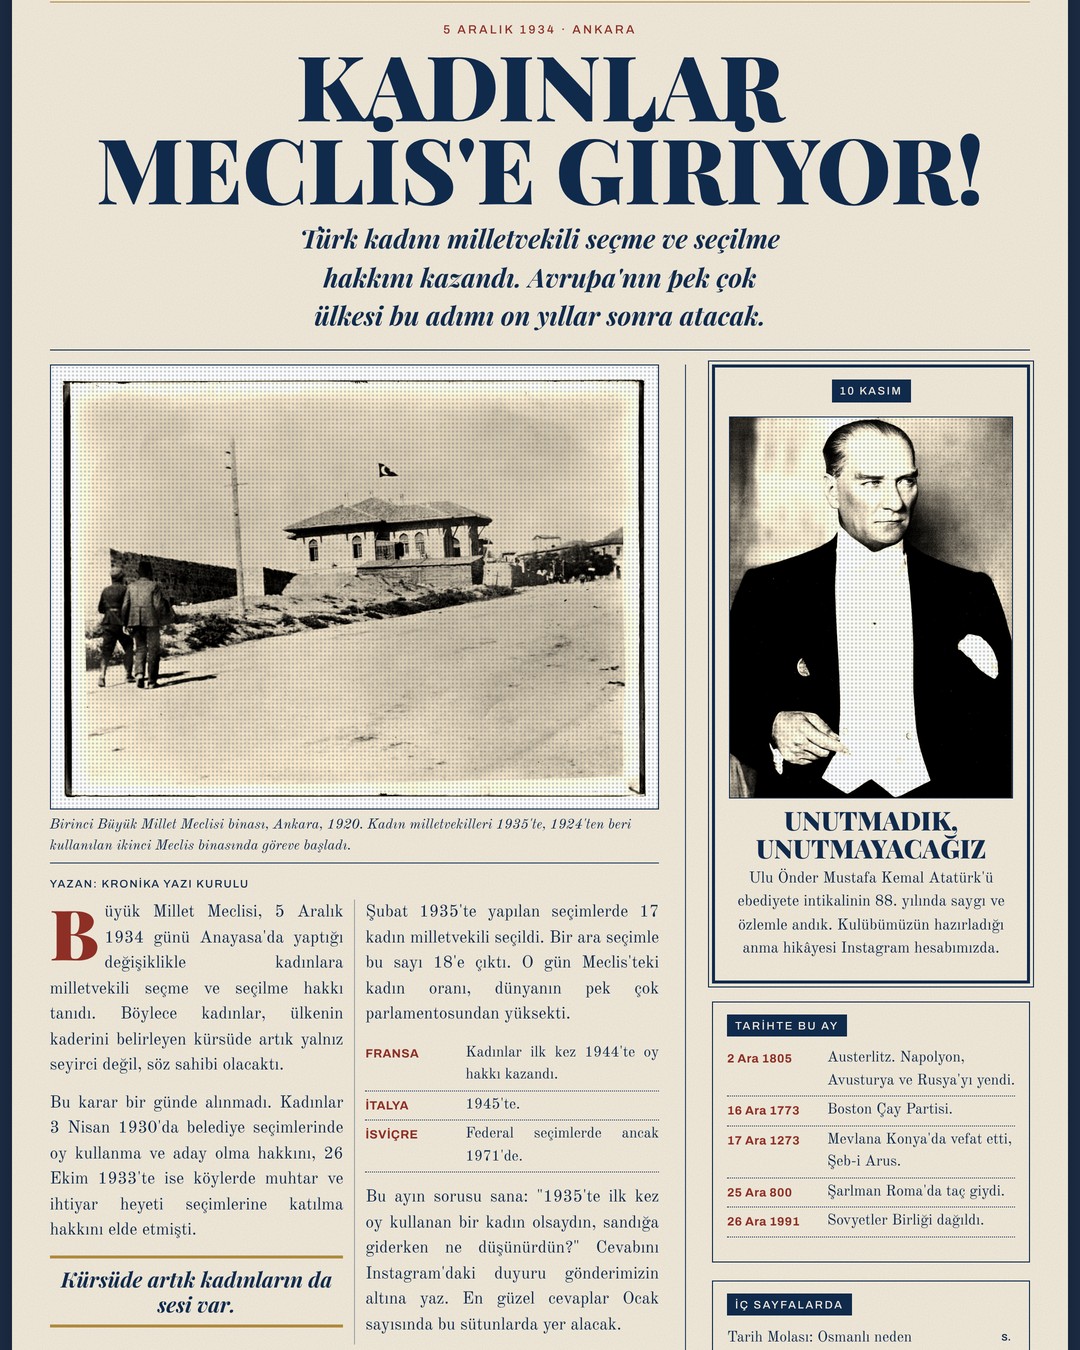 5 ARALIK 1934 · ANKARA
KADINLAR
MECLİS'E GİRİYOR!
Türk kadını milletvekili seçme ve seçilme
hakkını kazandı. Avrupa'nın pek çok
ülkesi bu adımı on yıllar sonra atacak.
Birinci Büyük Millet Meclisi binası, Ankara, 1920. Kadın milletvekilleri 1935'te, 1924'ten beri
kullanılan ikinci Meclis binasında göreve başladı.
YAZAN: KRONİKA YAZI KURULU
Büyük Millet Meclisi, 5 Aralık
1934 günü Anayasa'da yaptığı
değişiklikle kadınlara
milletvekili seçme ve seçilme hakkı
tanıdı. Böylece kadınlar, ülkenin
kaderini belirleyen kürsüde artık yalnız
seyirci değil, söz sahibi olacaktı.
Bu karar bir günde alınmadı. Kadınlar
3 Nisan 1930'da belediye seçimlerinde
oy kullanma ve aday olma hakkını, 26
Ekim 1933'te ise köylerde muhtar ve
ihtiyar heyeti seçimlerine katılma
hakkını elde etmişti.
Kürsüde artık kadınların da
sesi var.
Şubat 1935'te yapılan seçimlerde 17
kadın milletvekili seçildi. Bir ara seçimle
bu sayı 18'e çıktı. O gün Meclis'teki
kadın oranı, dünyanın pek çok
parlamentosundan yüksekti.
FRANSA Kadınlar ilk kez 1944'te oy
hakkı kazandı.
İTALYA 1945'te.
İSVİÇRE Federal seçimlerde ancak
1971'de.
Bu ayın sorusu sana: "1935'te ilk kez
oy kullanan bir kadın olsaydın, sandığa
giderken ne düşünürdün?" Cevabını
Instagram'daki duyuru gönderimizin
altına yaz. En güzel cevaplar Ocak
sayısında bu sütunlarda yer alacak.
10 KASIM
UNUTMADIK,
UNUTMAYACAĞIZ
Ulu Önder Mustafa Kemal Atatürk'ü
ebediyete intikalinin 88. yılında saygı ve
özlemle andık. Kulübümüzün hazırladığı
anma hikâyesi Instagram hesabımızda.
TARİHTE BU AY
2 Ara 1805 Austerlitz. Napolyon,
Avusturya ve Rusya'yı yendi.
16 Ara 1773 Boston Çay Partisi.
17 Ara 1273 Mevlana Konya'da vefat etti,
Şeb-i Arus.
25 Ara 800 Şarlman Roma'da taç giydi.
26 Ara 1991 Sovyetler Birliği dağıldı.
İÇ SAYFALARDA
Tarih Molası: Osmanlı neden s.